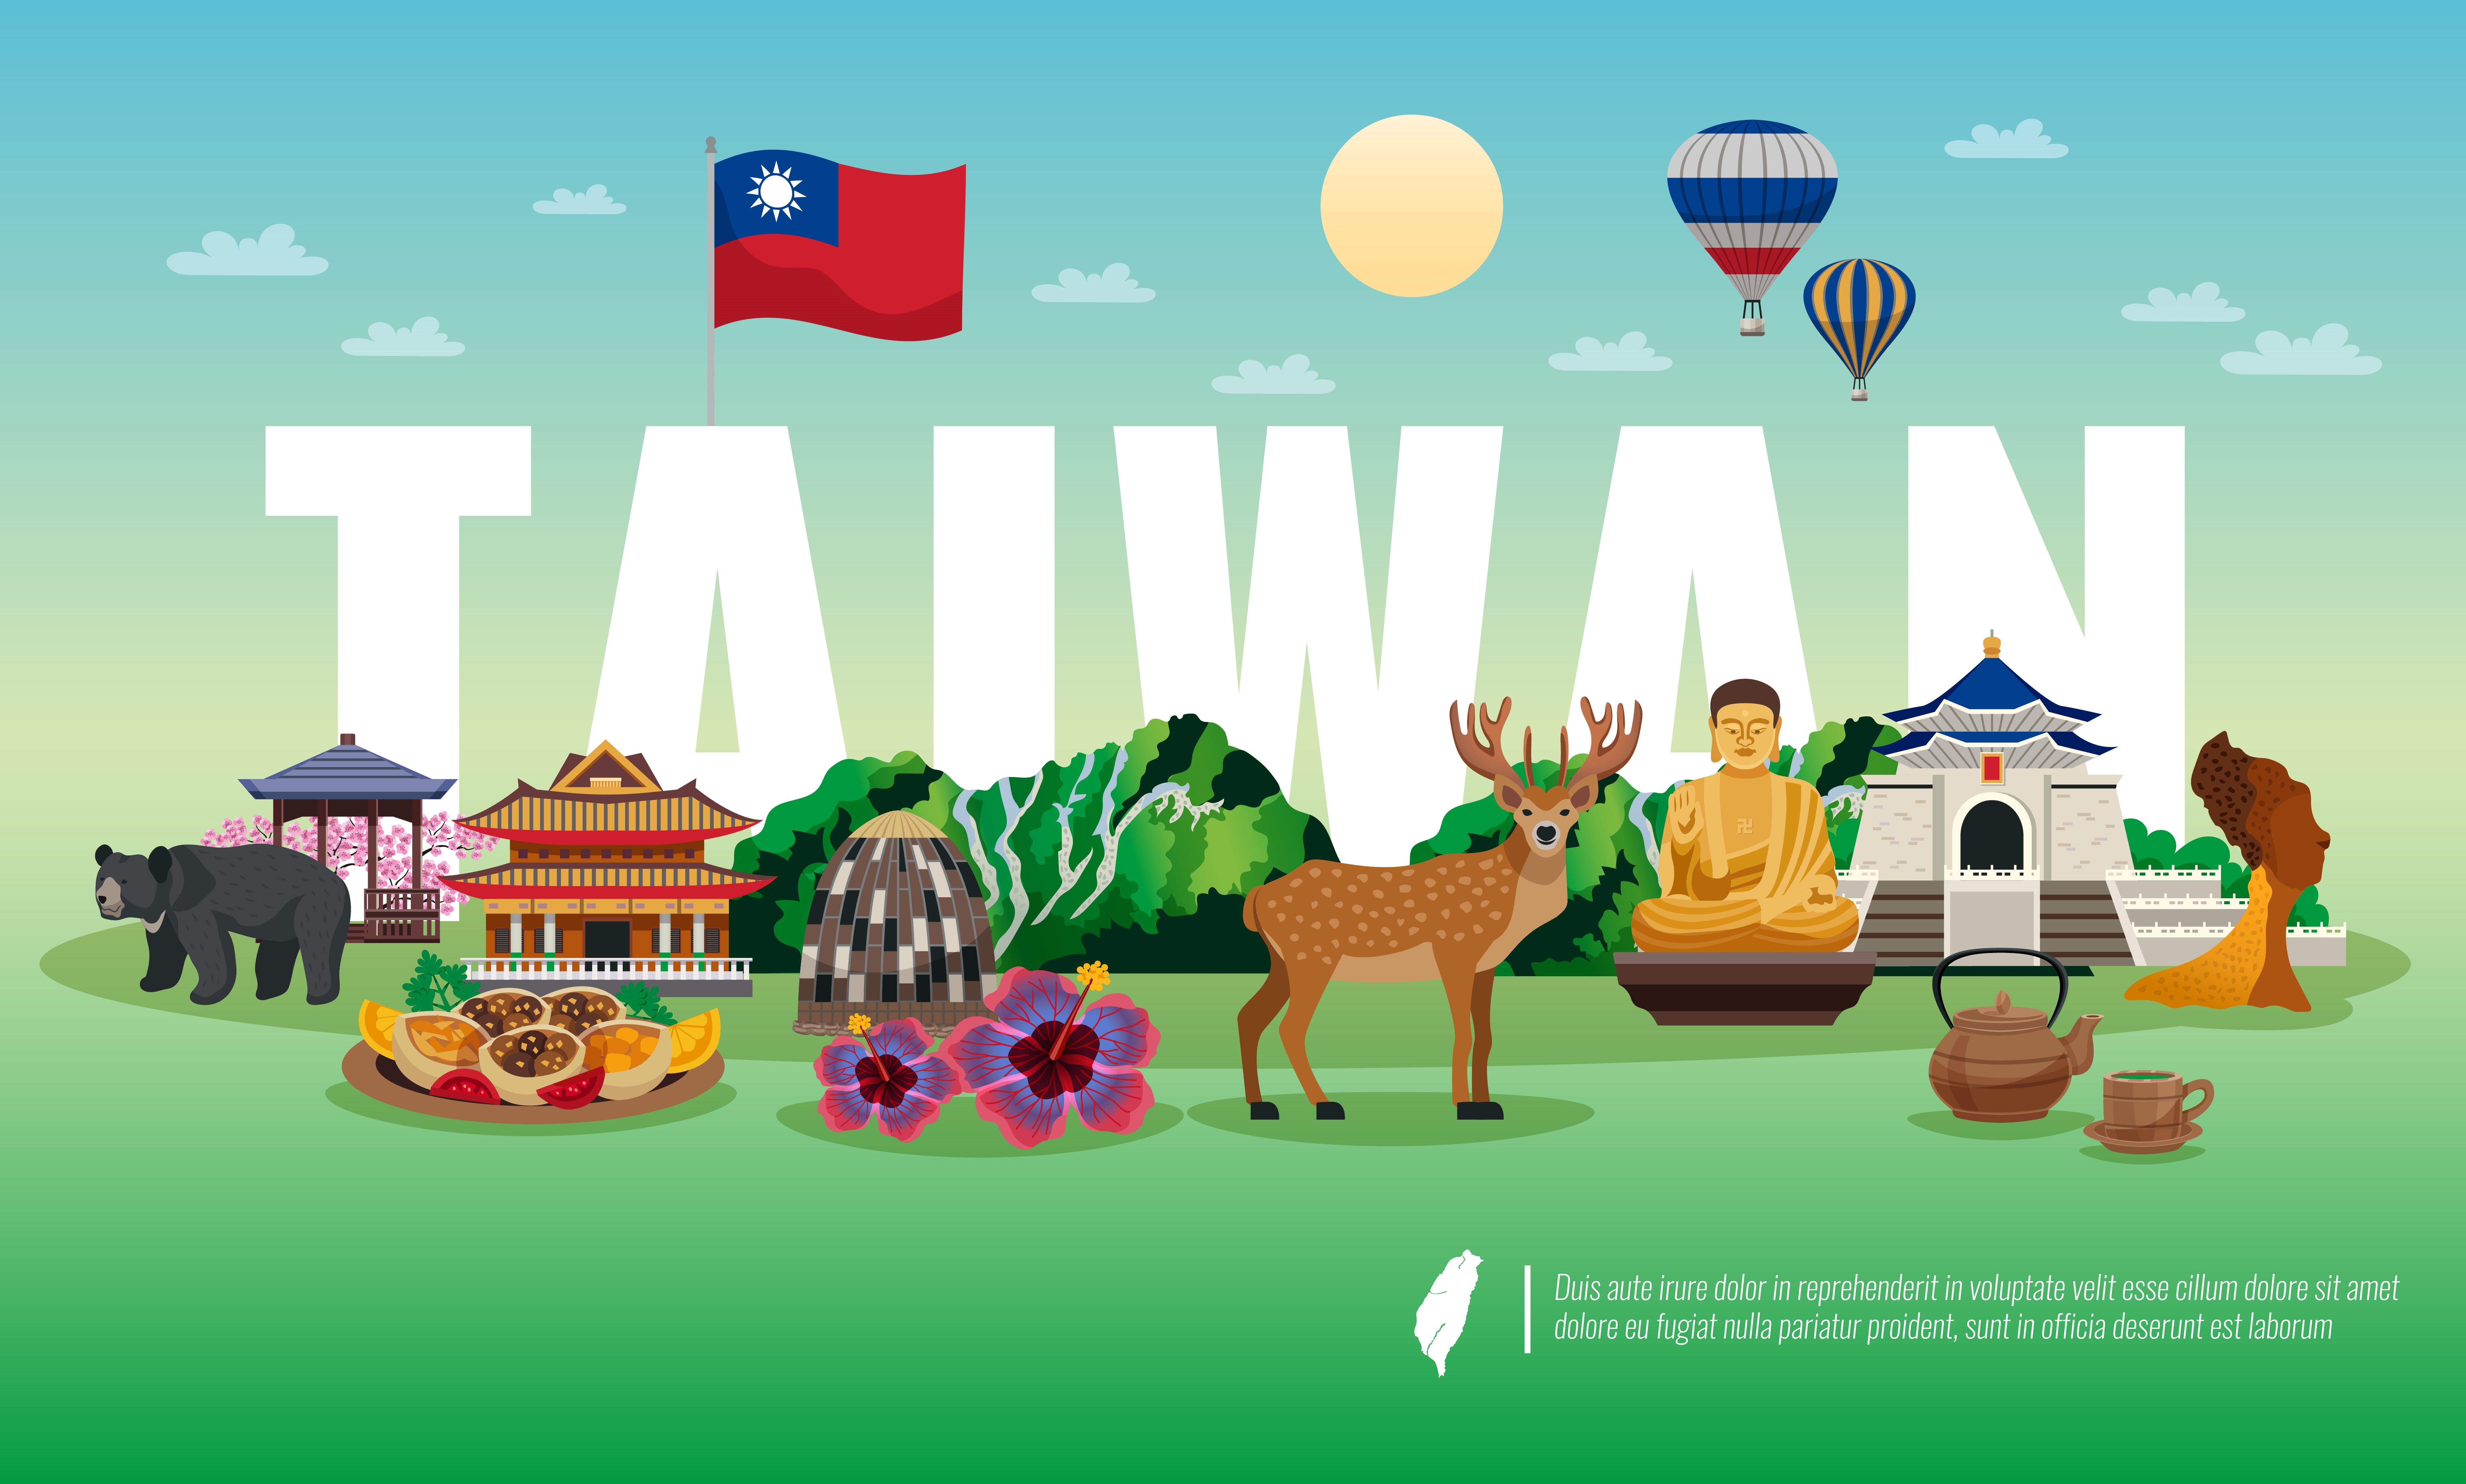 TAIWAN
卍
Duis aute irure dolor in reprehenderit in voluptate velit esse cillum dolore sit amet
dolore eu fugiat nulla pariatur proident, sunt in officia deserunt est laborum